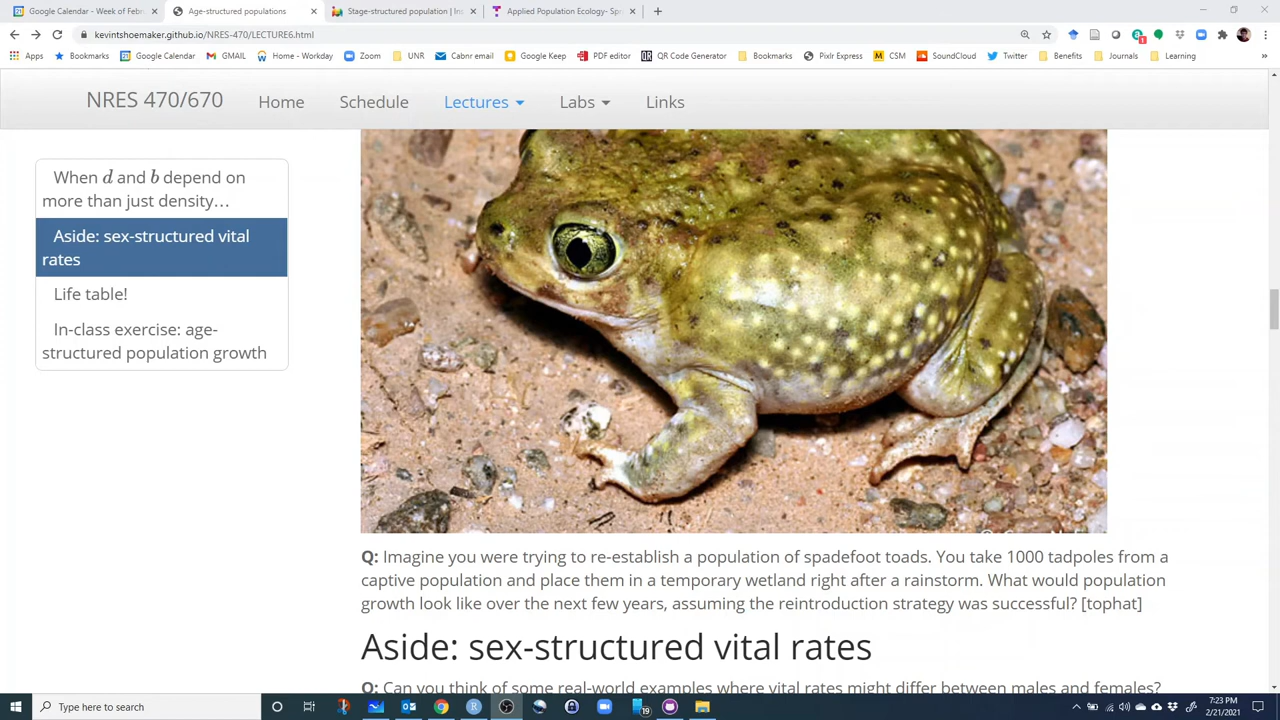 Google Calendar - Week of Februa
Age-structured populations
Stage-structured population | Ins
Applied Population Ecology- Spr
kevintshoemaker.github.io/NRES-470/LECTURE6.html
Apps
Bookmarks
Google Calendar
GMAIL
Home - Workday
Zoom
UNR
Cabnr email
Google Keep
PDF editor
QR Code Generator
Bookmarks
Pixlr Express
CSM
SoundCloud
Twitter
Benefits
Journals
Learning
NRES 470/670
Home
Schedule
Lectures
Labs
Links
When d and b depend on
more than just density…
Aside: sex-structured vital
rates
Life table!
In-class exercise: age-
structured population growth
Q: Imagine you were trying to re-establish a population of spadefoot toads. You take 1000 tadpoles from a
captive population and place them in a temporary wetland right after a rainstorm. What would population
growth look like over the next few years, assuming the reintroduction strategy was successful? [tophat]
Aside: sex-structured vital rates
Q: Can you think of some real-world examples where vital rates might differ between males and females?
Type here to search
19
7:23 PM
2/21/2021